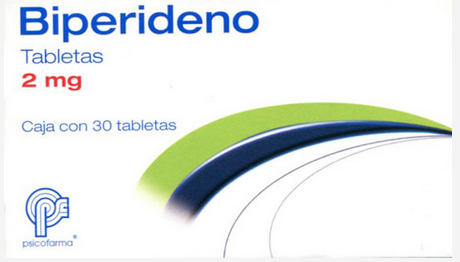 Biperideno
Tabletas
2 mg
Caja con 30 tabletas
psicofarma®